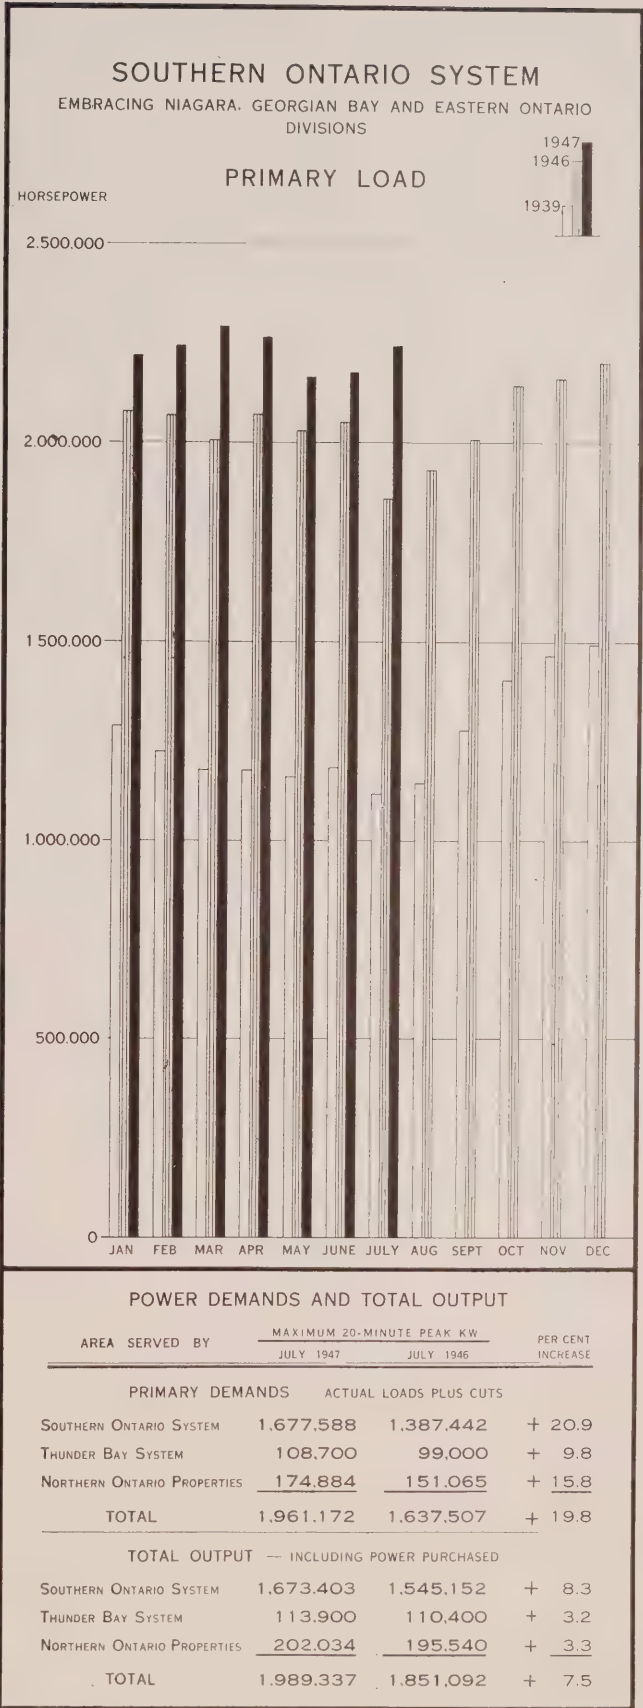 SOUTHERN ONTARIO SYSTEM
EMBRACING NIAGARA, GEORGIAN BAY AND EASTERN ONTARIO
DIVISIONS
PRIMARY LOAD
1947
1946
1939
HORSEPOWER
2.500.000
2.000.000
1 500.000
1.000.000
500.000
0
JAN FEB MAR APR MAY JUNE JULY AUG SEPT OCT NOV DEC
POWER DEMANDS AND TOTAL OUTPUT
AREA SERVED BY MAXIMUM 20-MINUTE PEAK KW PER CENT
JULY 1947 JULY 1946 INCREASE
PRIMARY DEMANDS ACTUAL LOADS PLUS CUTS
SOUTHERN ONTARIO SYSTEM 1,677,588 1,387,442 + 20.9
THUNDER BAY SYSTEM 108,700 99,000 + 9.8
NORTHERN ONTARIO PROPERTIES 174,884 151,065 + 15.8
TOTAL 1,961,172 1,637,507 + 19.8
TOTAL OUTPUT — INCLUDING POWER PURCHASED
SOUTHERN ONTARIO SYSTEM 1,673,403 1,545,152 + 8.3
THUNDER BAY SYSTEM 113,900 110,400 + 3.2
NORTHERN ONTARIO PROPERTIES 202,034 195,540 + 3.3
TOTAL 1,989,337 1,851,092 + 7.5